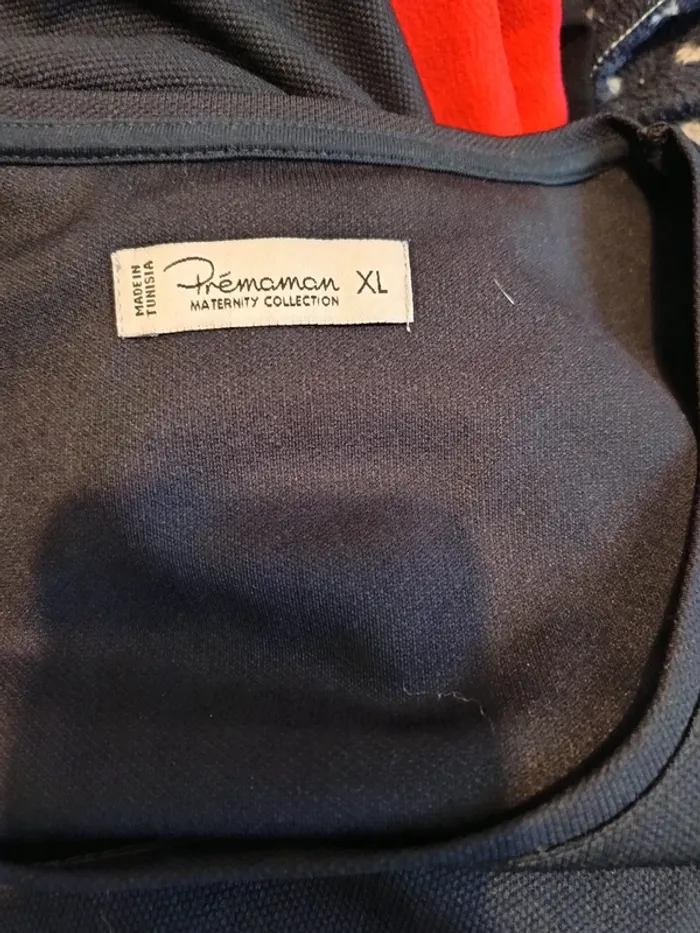 MADE IN
TUNISIA
Prémaman XL
MATERNITY COLLECTION